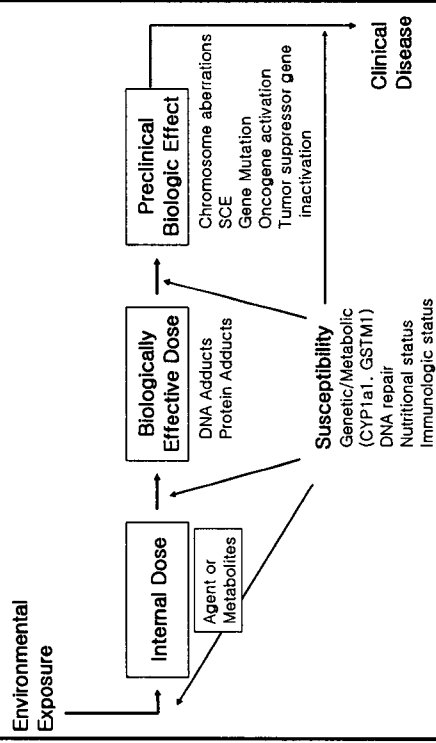 Environmental
Exposure
Internal Dose
Agent or
Metabolites
Biologically
Effective Dose
DNA Adducts
Protein Adducts
Preclinical
Biologic Effect
Chromosome aberrations
SCE
Gene Mutation
Oncogene activation
Tumor suppressor gene
inactivation
Susceptibility
Genetic/Metabolic
(CYP1a1. GSTM1)
DNA repair
Nutritional status
Immunologic status
Clinical
Disease